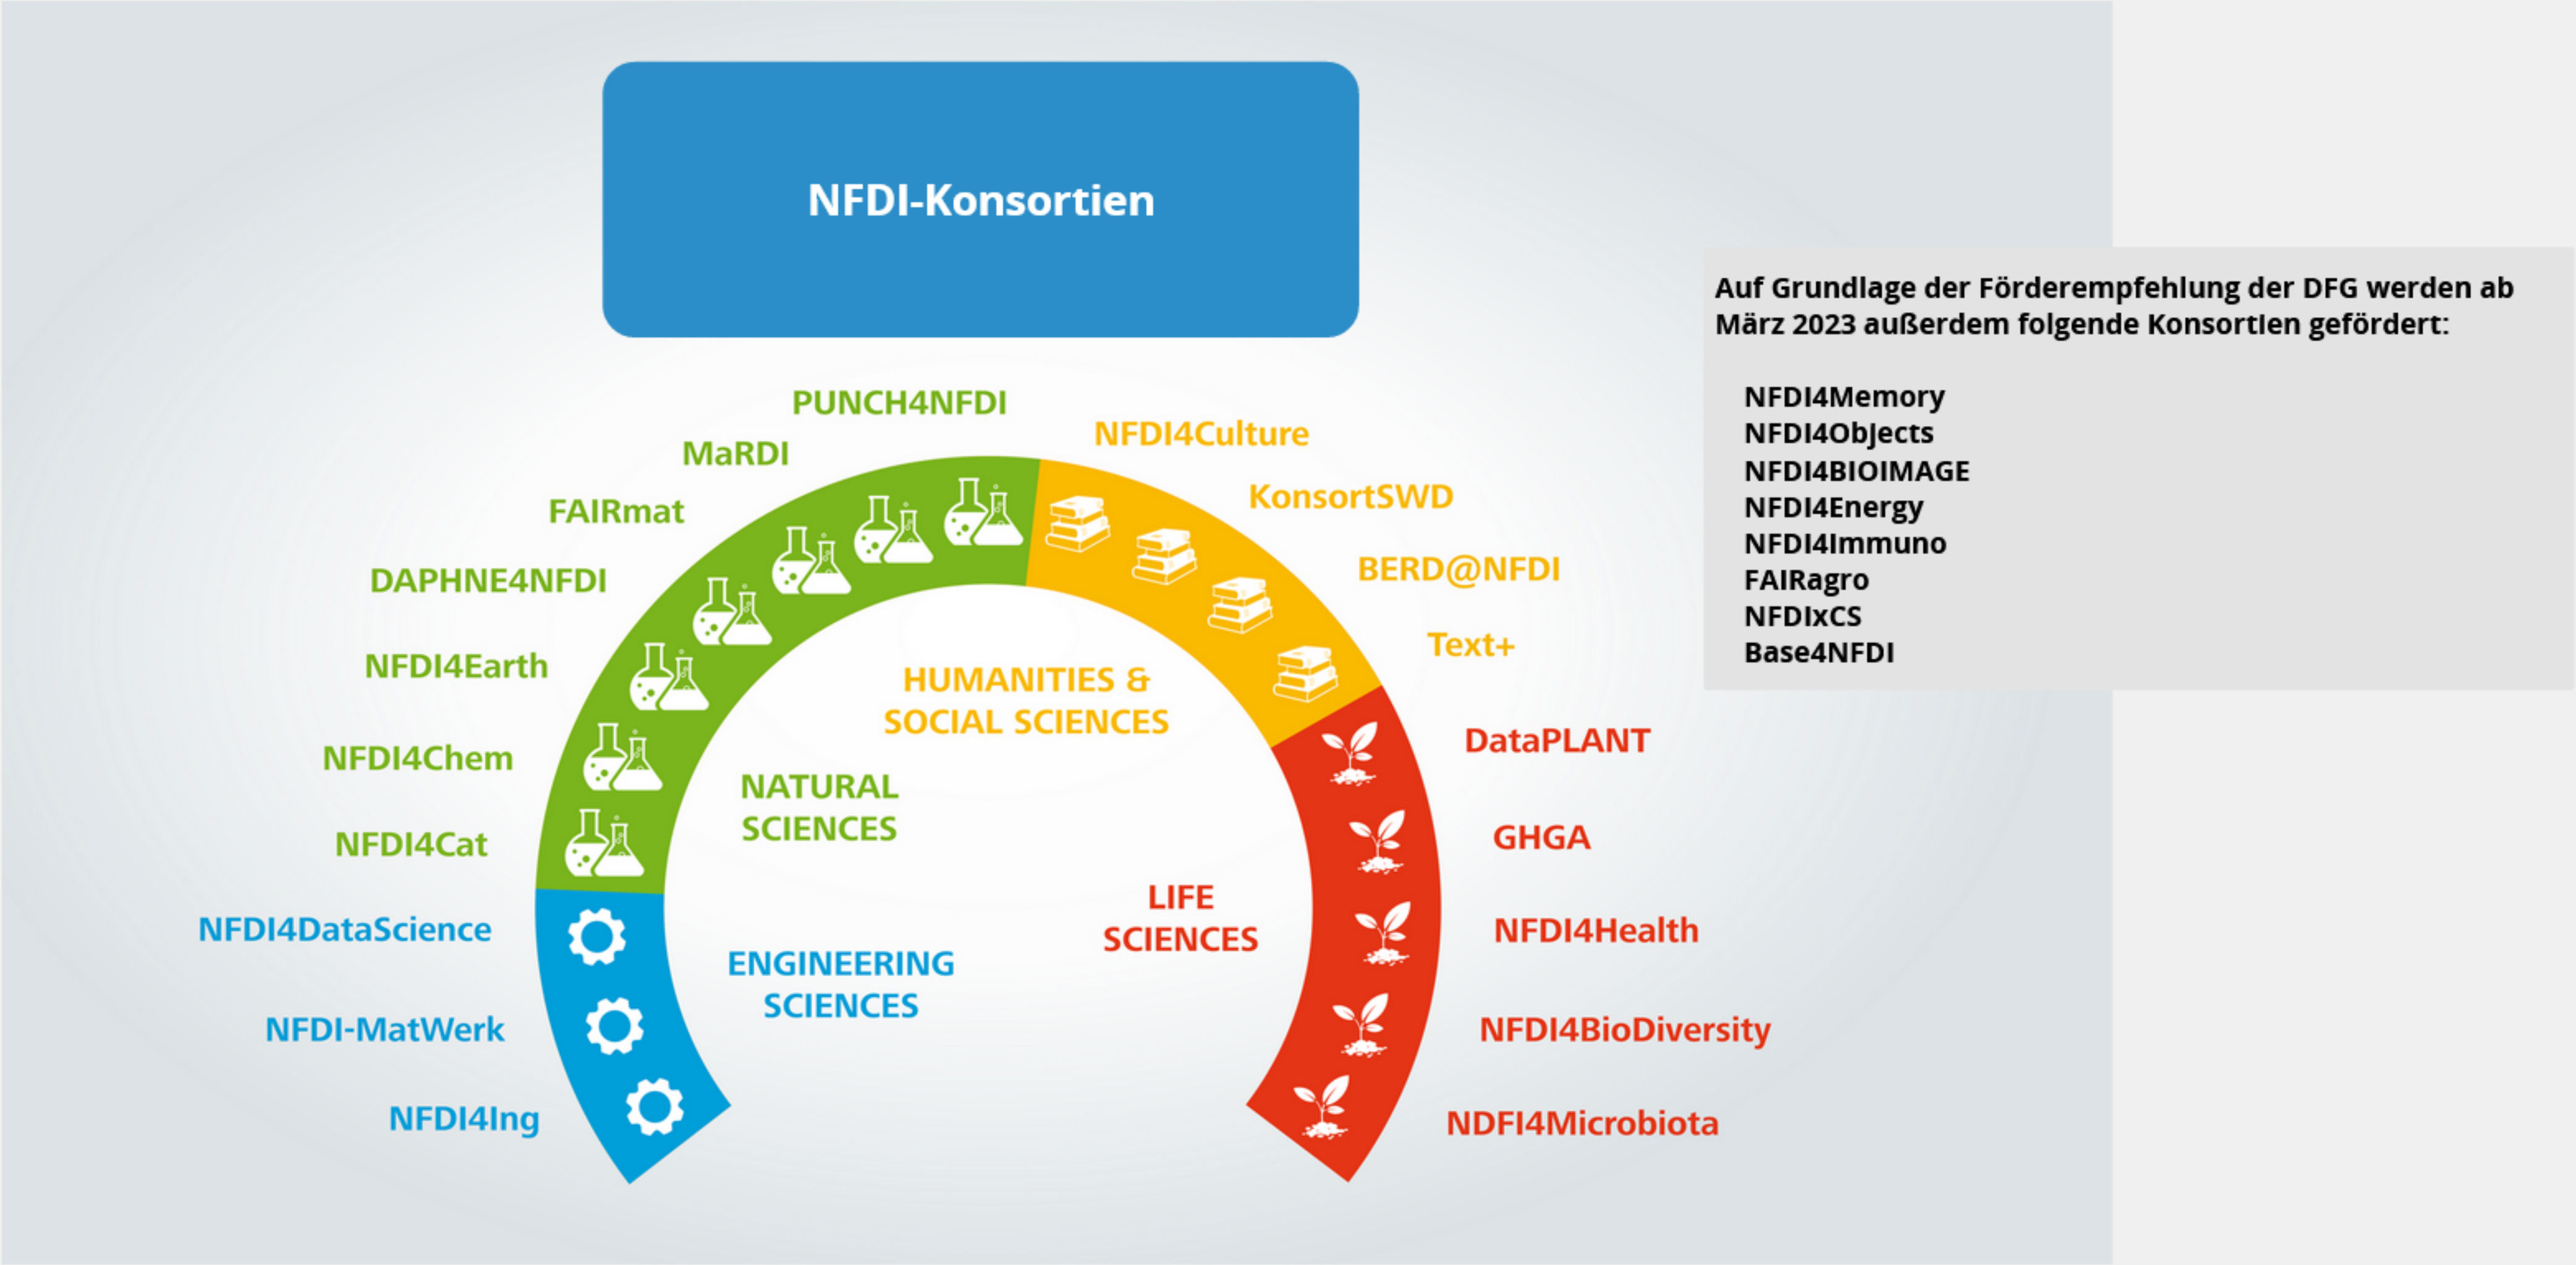 NFDI-Konsortien
Auf Grundlage der Förderempfehlung der DFG werden ab
März 2023 außerdem folgende Konsortien gefördert:
NFDI4Memory
NFDI4Objects
NFDI4BIOIMAGE
NFDI4Energy
NFDI4Immuno
FAIRagro
NFDIxCS
Base4NFDI
PUNCH4NFDI
MaRDI
FAIRmat
DAPHNE4NFDI
NFDI4Earth
NFDI4Chem
NFDI4Cat
NFDI4DataScience
NFDI-MatWerk
NFDI4Ing
NFDI4Culture
KonsortSWD
BERD@NFDI
Text+
DataPLANT
GHGA
NFDI4Health
NFDI4BioDiversity
NDFI4Microbiota
HUMANITIES &
SOCIAL SCIENCES
NATURAL
SCIENCES
ENGINEERING
SCIENCES
LIFE
SCIENCES